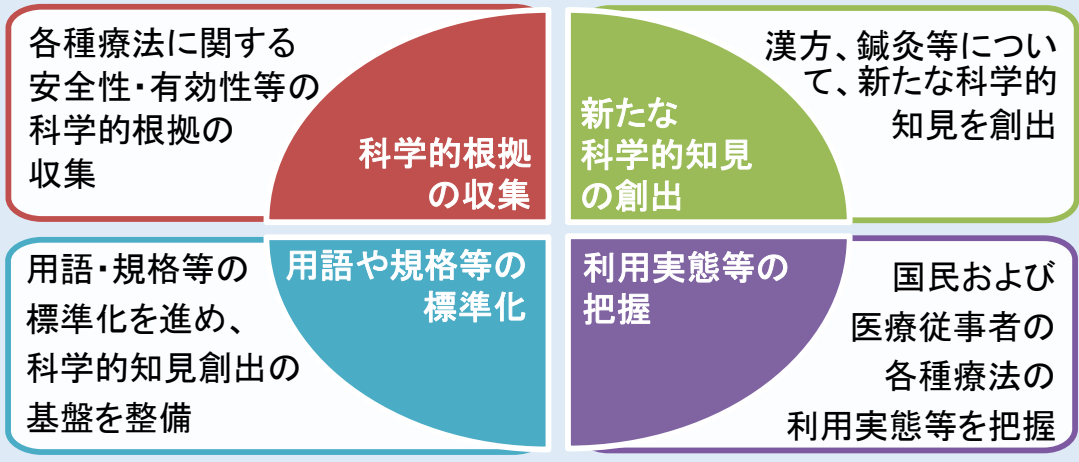 各種療法に関する
安全性・有効性等の
科学的根拠の
収集
科学的根拠
の収集
漢方、鍼灸等につい
て、新たな科学的
知見を創出
新たな
科学的知見
の創出
用語・規格等の
標準化を進め、
科学的知見創出の
基盤を整備
用語や規格等の
標準化
利用実態等の
把握
国民および
医療従事者の
各種療法の
利用実態等を把握